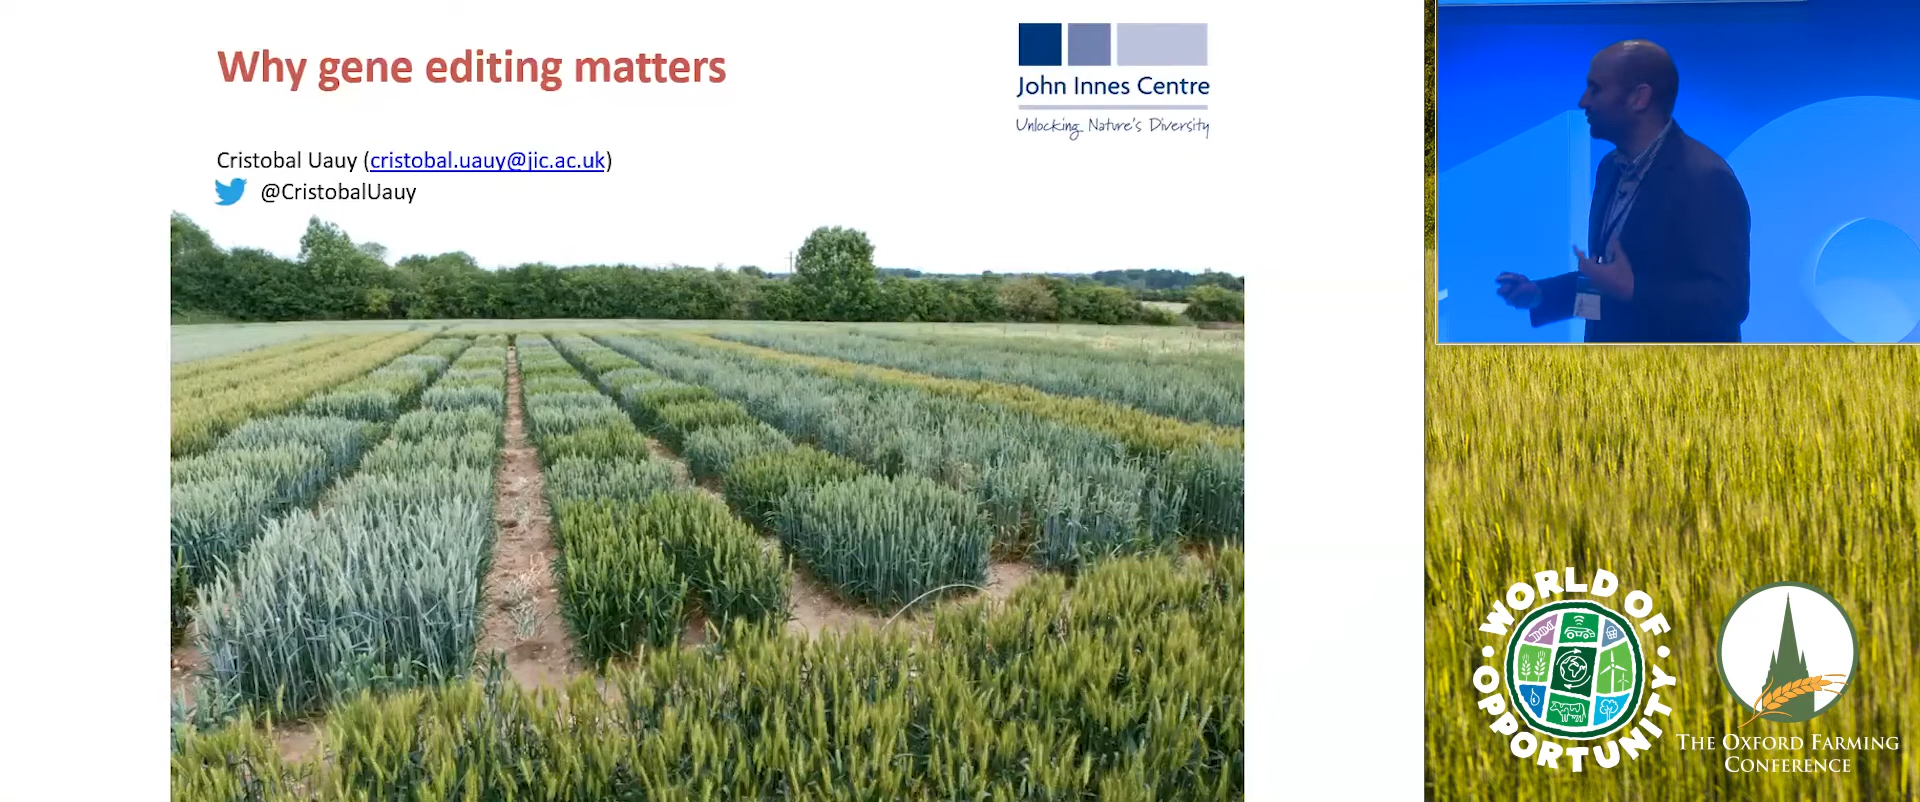 Why gene editing matters
John Innes Centre
Unlocking Nature's Diversity
Cristobal Uauy (cristobal.uauy@jic.ac.uk)
@CristobalUauy
WORLD OF
OPPORTUNITY
THE OXFORD FARMING
CONFERENCE